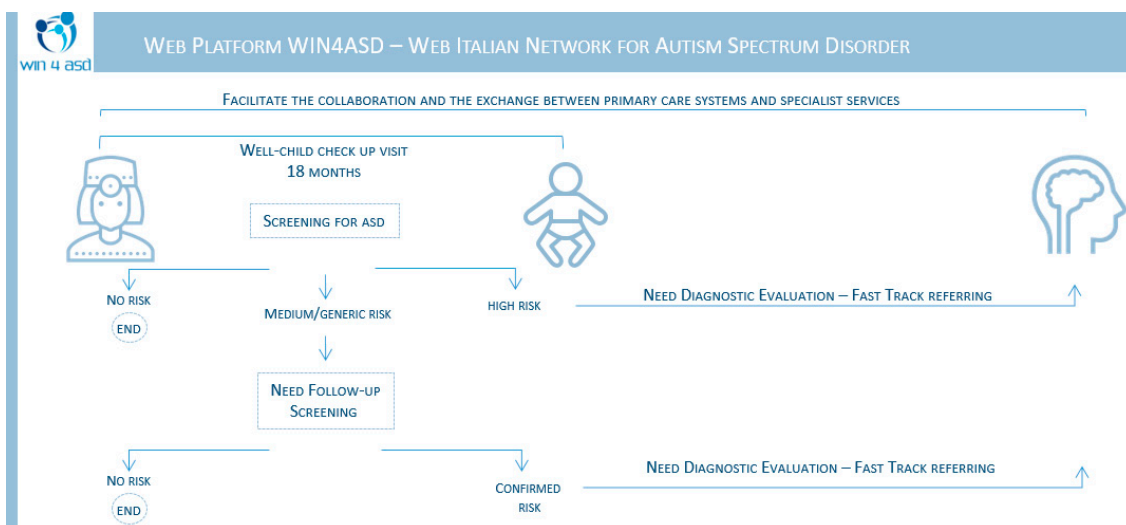 win 4 asd
WEB PLATFORM WIN4ASD – WEB ITALIAN NETWORK FOR AUTISM SPECTRUM DISORDER
FACILITATE THE COLLABORATION AND THE EXCHANGE BETWEEN PRIMARY CARE SYSTEMS AND SPECIALIST SERVICES
WELL-CHILD CHECK UP VISIT
18 MONTHS
SCREENING FOR ASD
NO RISK
END
MEDIUM/GENERIC RISK
HIGH RISK
NEED DIAGNOSTIC EVALUATION – FAST TRACK REFERRING
NEED FOLLOW-UP
SCREENING
NO RISK
END
CONFIRMED
RISK
NEED DIAGNOSTIC EVALUATION – FAST TRACK REFERRING